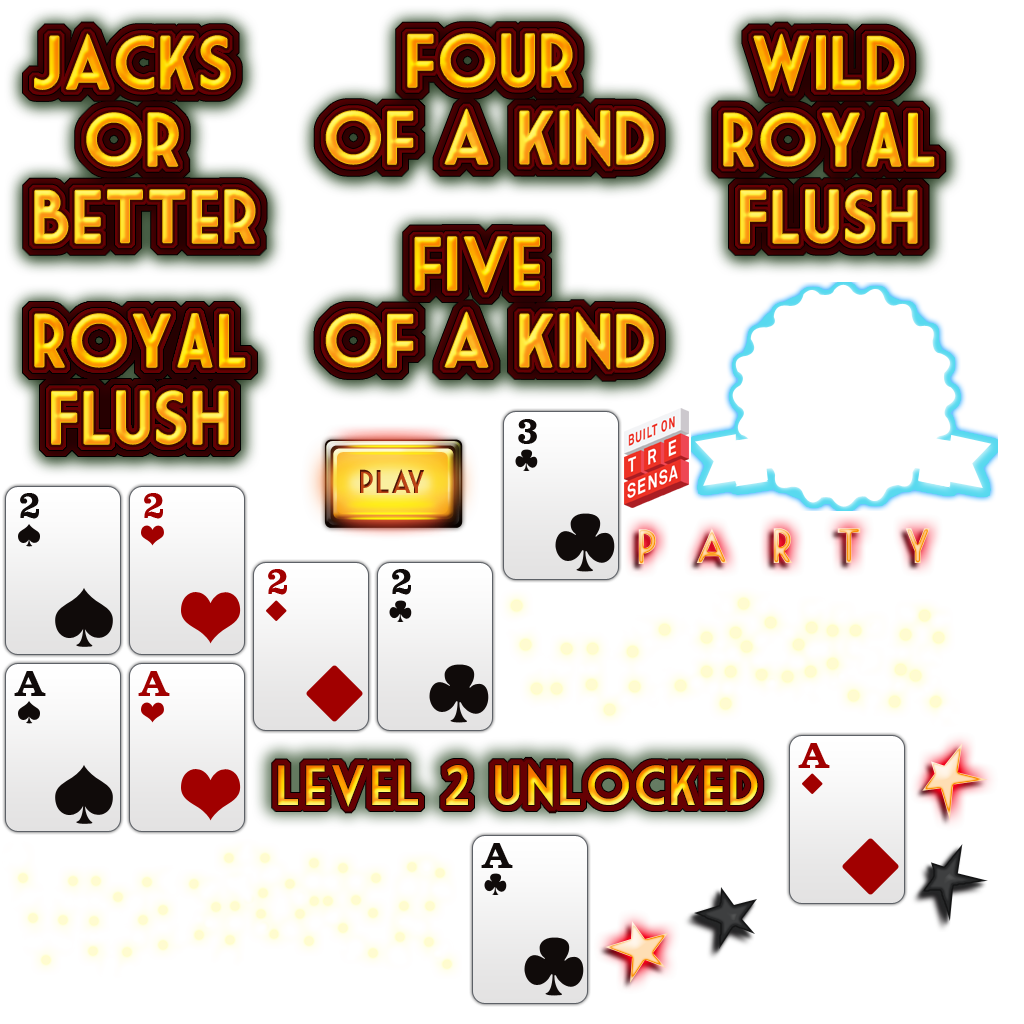 JACKS
OR
BETTER
FOUR
OF A KIND
WILD
ROYAL
FLUSH
FIVE
OF A KIND
ROYAL
FLUSH
PLAY
3
BUILT ON
TRE
SENSA
PARTY
2
2
2
2
A
A
LEVEL 2 UNLOCKED
A
A